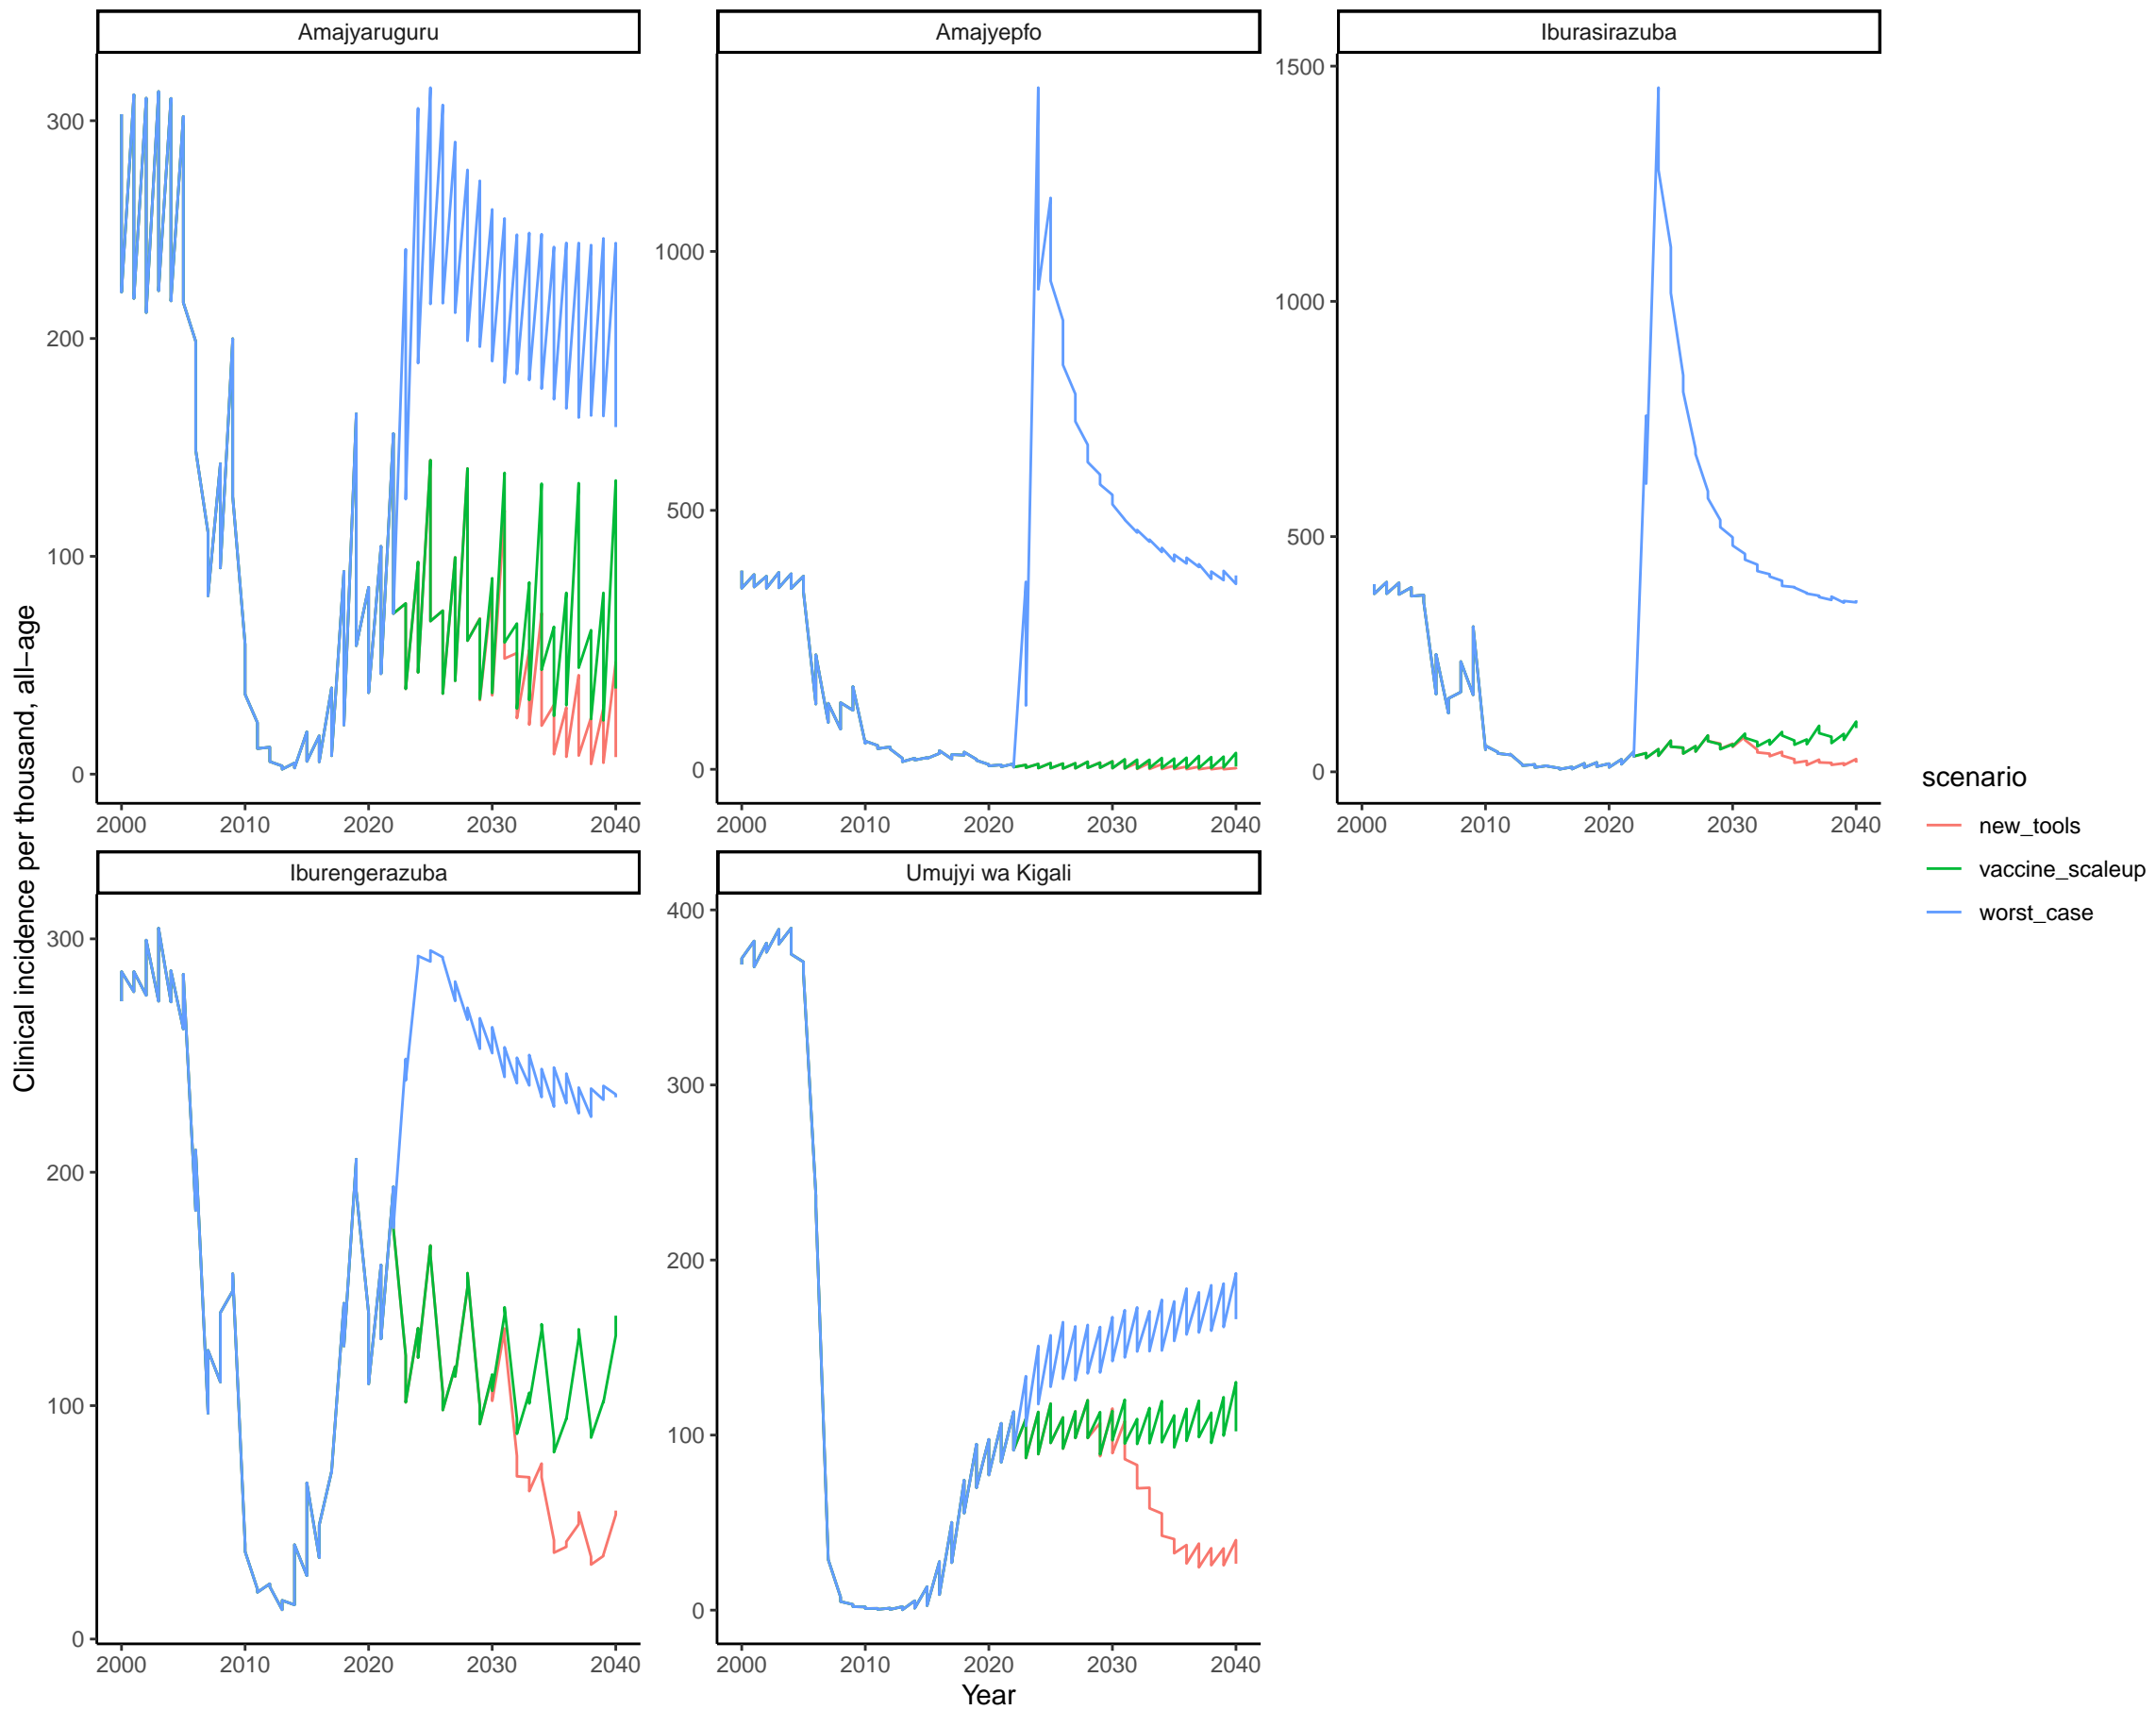 Amajyaruguru
Amajyepfo
Iburasirazuba
300
200
100
0
1000
500
0
1500
1000
500
0
2000 2010 2020 2030 2040
2000 2010 2020 2030 2040
2000 2010 2020 2030 2040
Iburengerazuba
Umujyi wa Kigali
300
200
100
0
400
300
200
100
0
2000 2010 2020 2030 2040
2000 2010 2020 2030 2040
Clinical incidence per thousand, all−age
Year
scenario
new_tools
vaccine_scaleup
worst_case